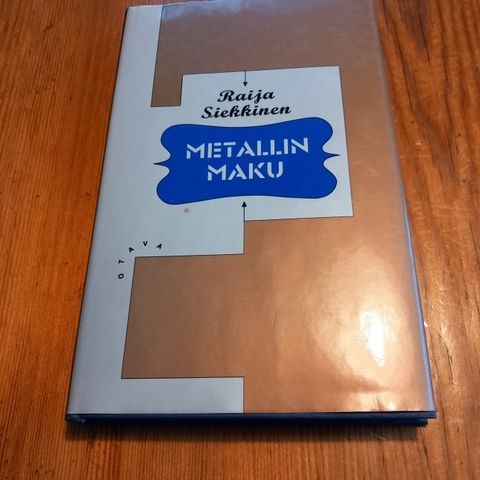 Raija
Siekkinen
METALLIN
MAKU
OTAVA